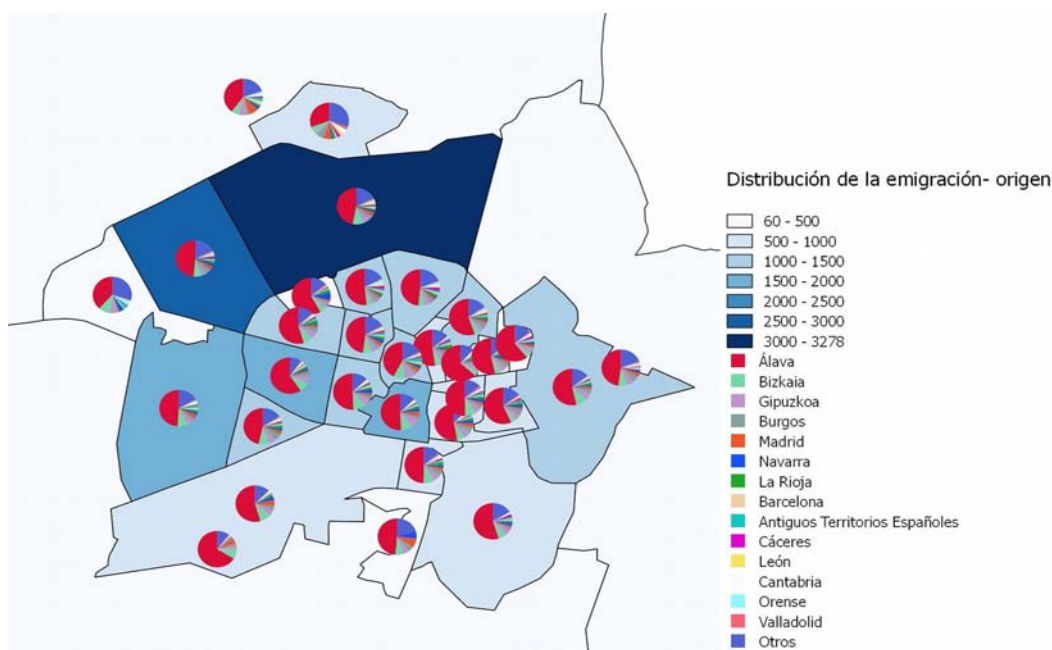 Distribución de la emigración- origen
60 - 500
500 - 1000
1000 - 1500
1500 - 2000
2000 - 2500
2500 - 3000
3000 - 3278
Álava
Bizkaia
Gipuzkoa
Burgos
Madrid
Navarra
La Rioja
Barcelona
Antiguos Territorios Españoles
Cáceres
León
Cantabria
Orense
Valladolid
Otros